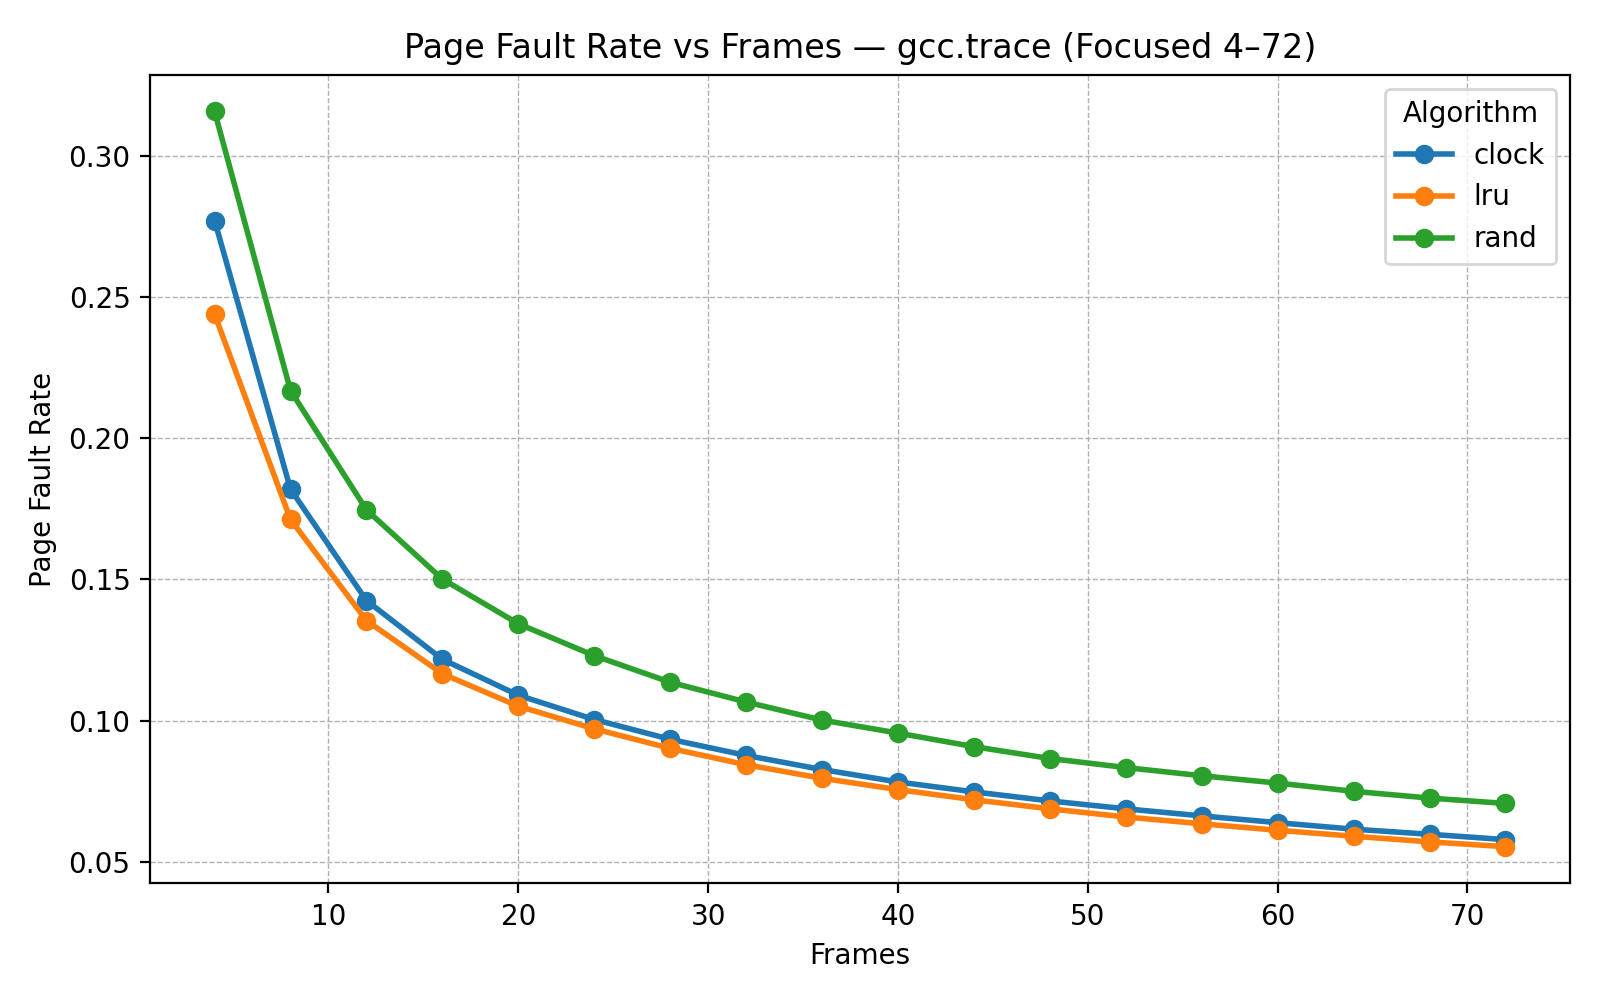 Page Fault Rate vs Frames — gcc.trace (Focused 4–72)
Algorithm
clock
lru
rand
Page Fault Rate
0.30
0.25
0.20
0.15
0.10
0.05
10 20 30 40 50 60 70
Frames